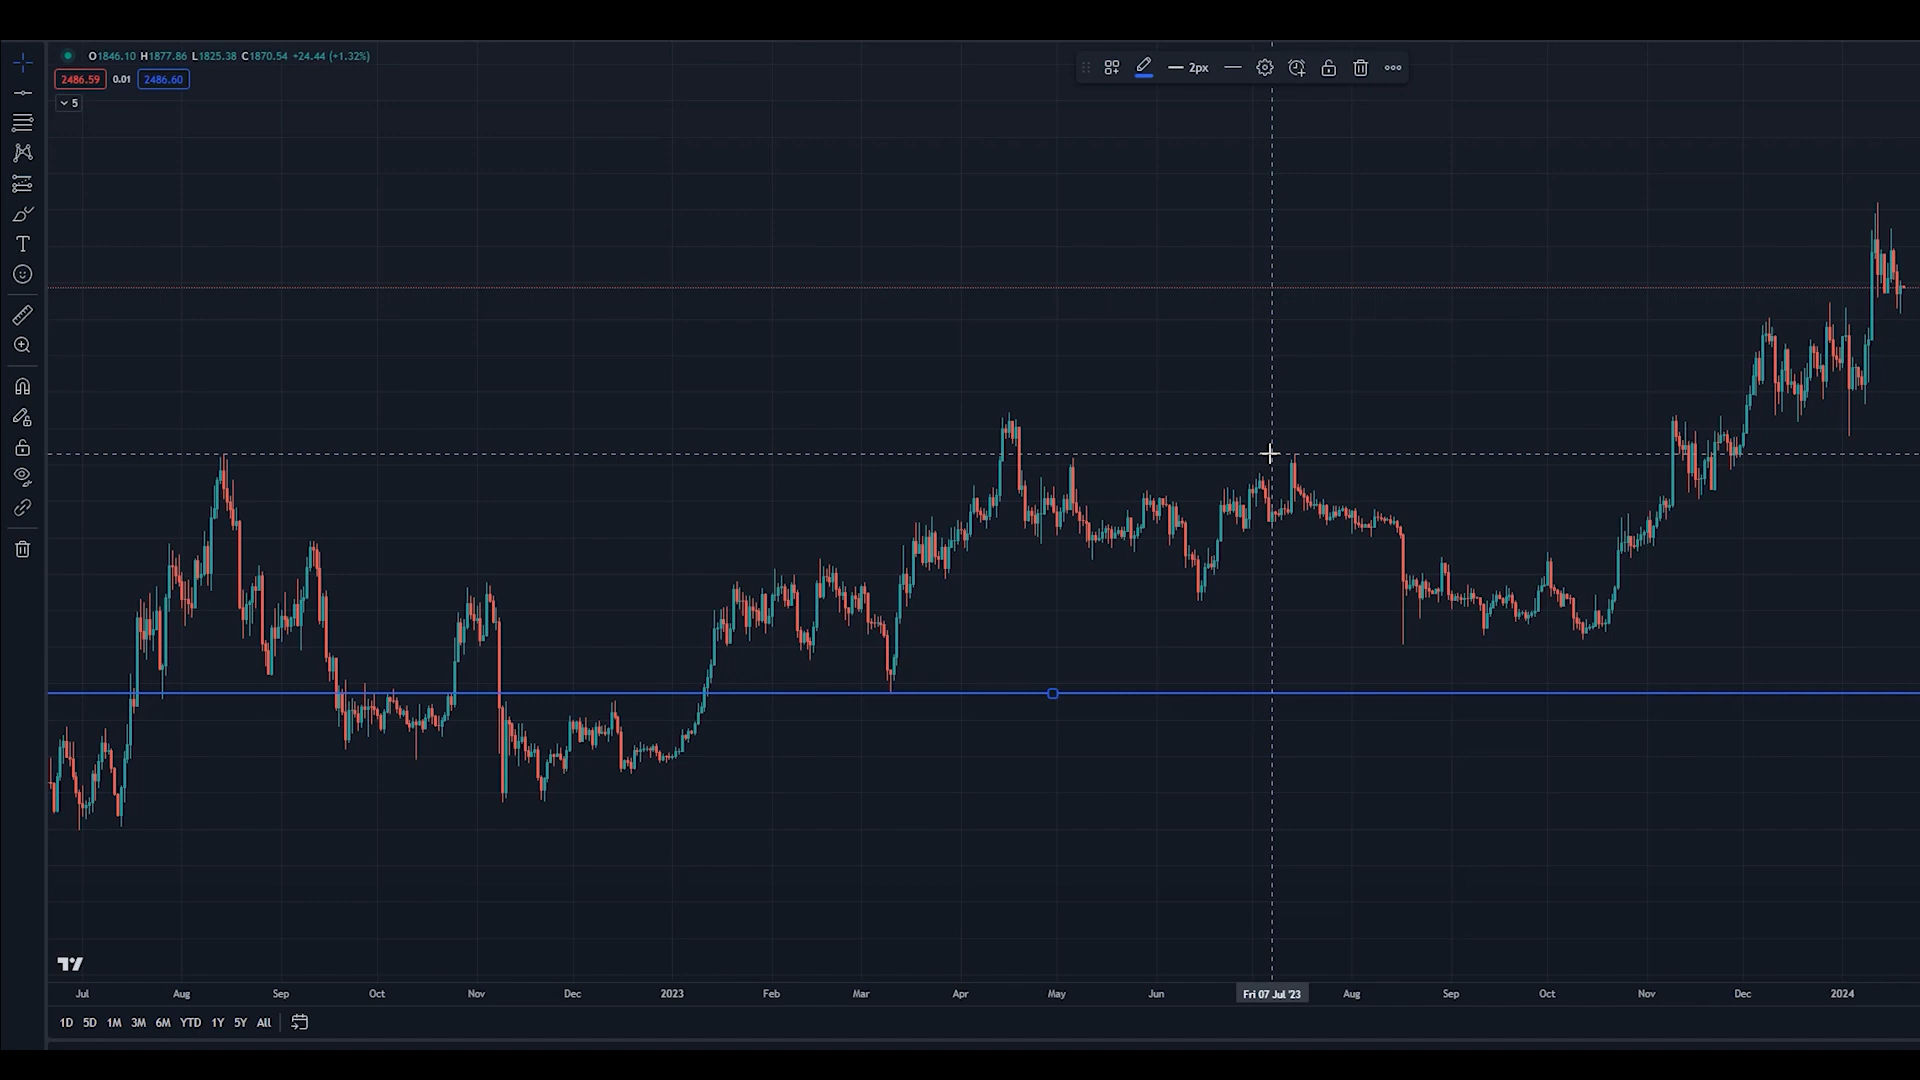 O1846.10 H1877.86 L1825.38 C1870.54 +24.44 (+1.32%)
2486.59 0.01 2486.60
5
2px
Jul Aug Sep Oct Nov Dec 2023 Feb Mar Apr May Jun Fri 07 Jul '23 Aug Sep Oct Nov Dec 2024
1D 5D 1M 3M 6M YTD 1Y 5Y All